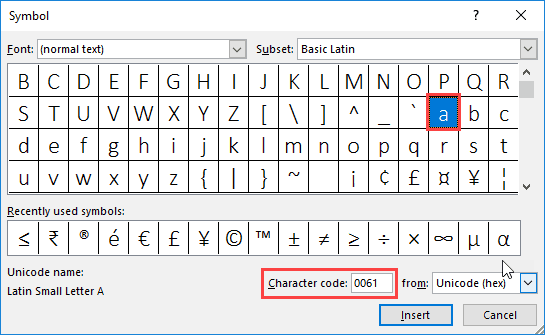 Symbol
Font: (normal text) Subset: Basic Latin
B C D E F G H I J K L M N O P Q R
S T U V W X Y Z [ \ ] ^ _ ` a b c
d e f g h i j k l m n o p q r s t
u v w x y z { | } ~ ¡ ¢ £ ¤ ¥ ¦
Recently used symbols:
≤ ₹ ® é € £ ¥ © ™ ± ≠ ≥ ÷ × ∞ µ α
Unicode name:
Latin Small Letter A
Character code: 0061 from: Unicode (hex)
Insert Cancel